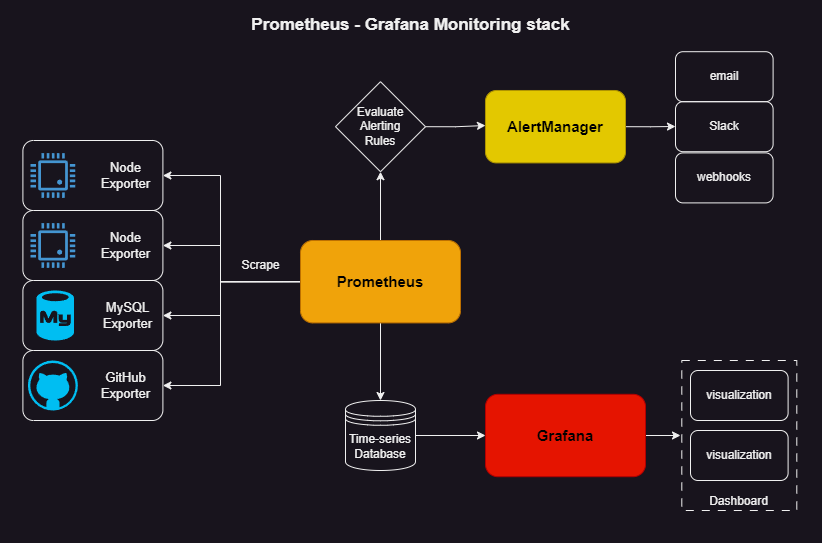 Prometheus - Grafana Monitoring stack
email
Evaluate
Alerting
Rules
AlertManager
Slack
webhooks
Node
Exporter
Node
Exporter
Scrape
Prometheus
My
MySQL
Exporter
GitHub
Exporter
Time-series
Database
Grafana
visualization
visualization
Dashboard